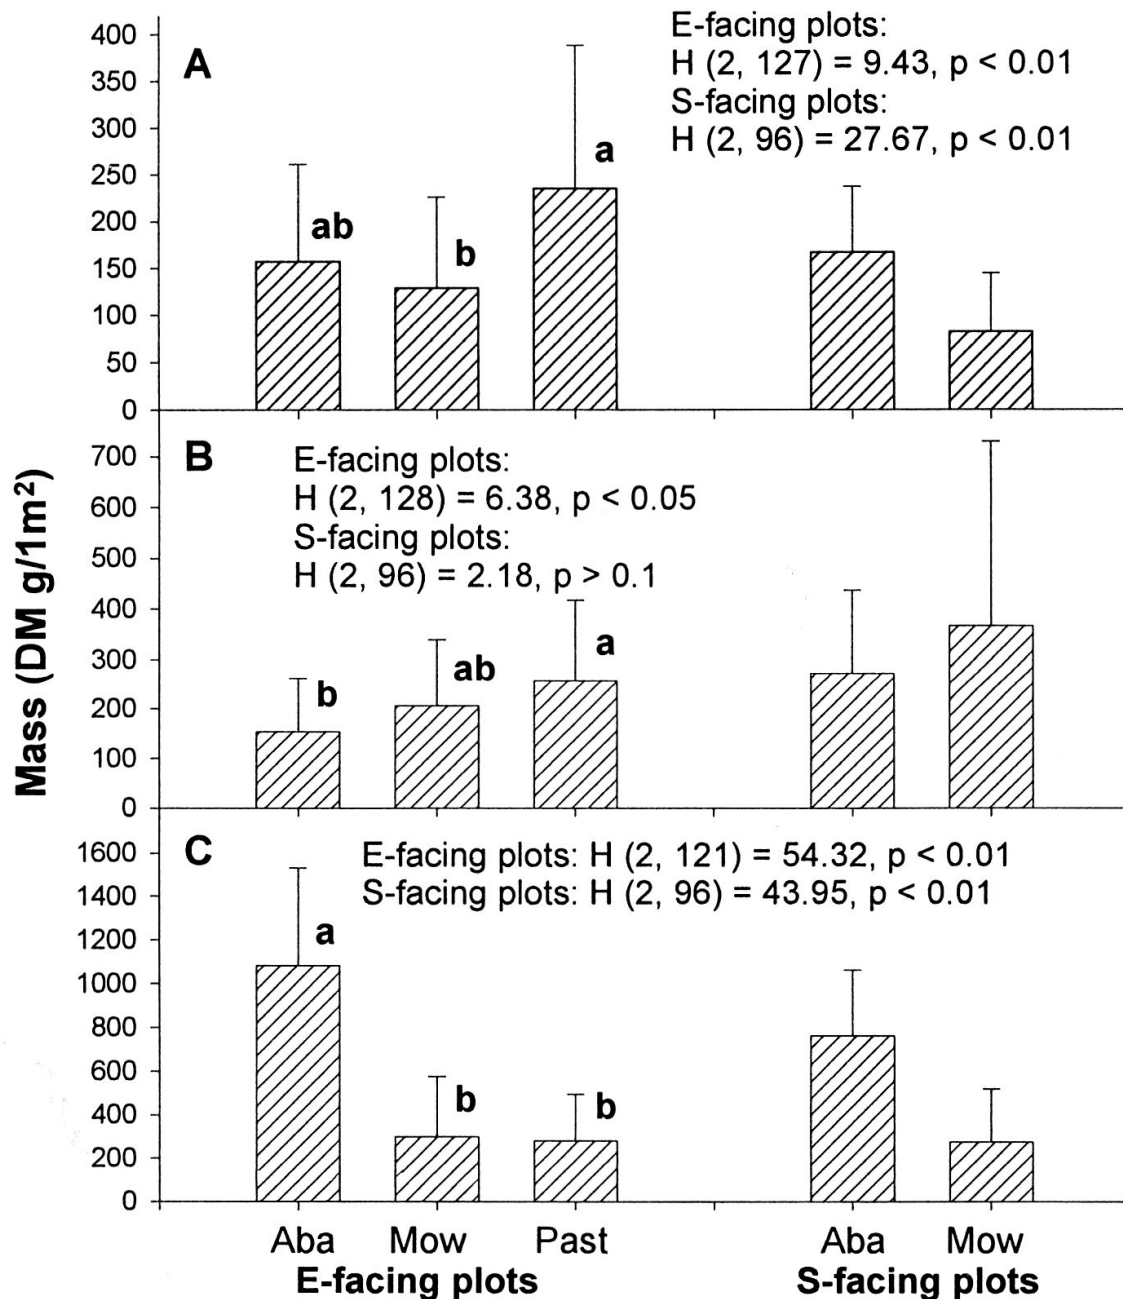 Mass (DM g/1m²)
A
E-facing plots:
H (2, 127) = 9.43, p < 0.01
S-facing plots:
H (2, 96) = 27.67, p < 0.01
400
350
300
250
200
150
100
50
0
ab
b
a
B
E-facing plots:
H (2, 128) = 6.38, p < 0.05
S-facing plots:
H (2, 96) = 2.18, p > 0.1
700
600
500
400
300
200
100
0
b
ab
a
C
E-facing plots: H (2, 121) = 54.32, p < 0.01
S-facing plots: H (2, 96) = 43.95, p < 0.01
1600
1400
1200
1000
800
600
400
200
0
a
b
b
Aba Mow Past Aba Mow
E-facing plots S-facing plots